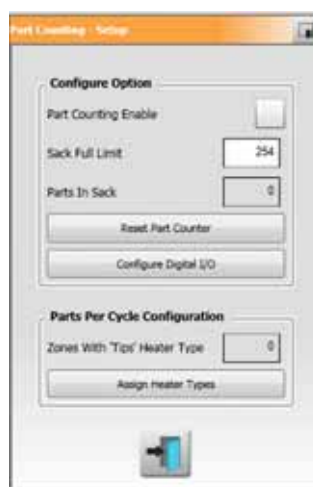 Part Counting - Setup
Configure Option
Part Counting Enable
Sack Full Limit 254
Parts In Sack 0
Reset Part Counter
Configure Digital I/O
Parts Per Cycle Configuration
Zones With 'Tips' Heater Type 0
Assign Heater Types